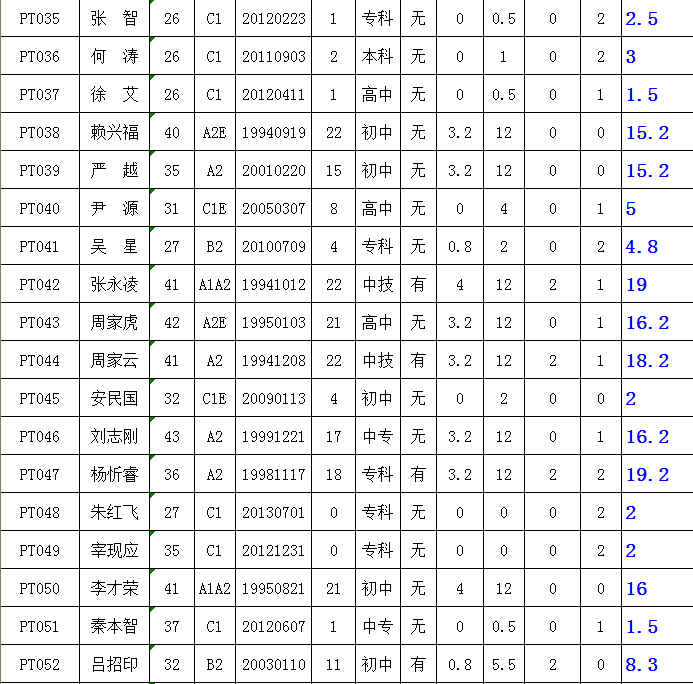 PT035 张 智 26 C1 20120223 1 专科 无 0 0.5 0 2 2.5
PT036 何 涛 26 C1 20110903 2 本科 无 0 1 0 2 3
PT037 徐 艾 26 C1 20120411 1 高中 无 0 0.5 0 1 1.5
PT038 赖兴福 40 A2E 19940919 22 初中 无 3.2 12 0 0 15.2
PT039 严 越 35 A2 20010220 15 初中 无 3.2 12 0 0 15.2
PT040 尹 源 31 C1E 20050307 8 高中 无 0 4 0 1 5
PT041 吴 星 27 B2 20100709 4 专科 无 0.8 2 0 2 4.8
PT042 张永凌 41 A1A2 19941012 22 中技 有 4 12 2 1 19
PT043 周家虎 42 A2E 19950103 21 高中 无 3.2 12 0 1 16.2
PT044 周家云 41 A2 19941208 22 中技 有 3.2 12 2 1 18.2
PT045 安民国 32 C1E 20090113 4 初中 无 0 2 0 0 2
PT046 刘志刚 43 A2 19991221 17 中专 无 3.2 12 0 1 16.2
PT047 杨忻睿 36 A2 19981117 18 专科 有 3.2 12 2 2 19.2
PT048 朱红飞 27 C1 20130701 0 专科 无 0 0 0 2 2
PT049 宰现应 35 C1 20121231 0 专科 无 0 0 0 2 2
PT050 李才荣 41 A1A2 19950821 21 初中 无 4 12 0 0 16
PT051 秦本智 37 C1 20120607 1 中专 无 0 0.5 0 1 1.5
PT052 吕招印 32 B2 20030110 11 初中 有 0.8 5.5 2 0 8.3